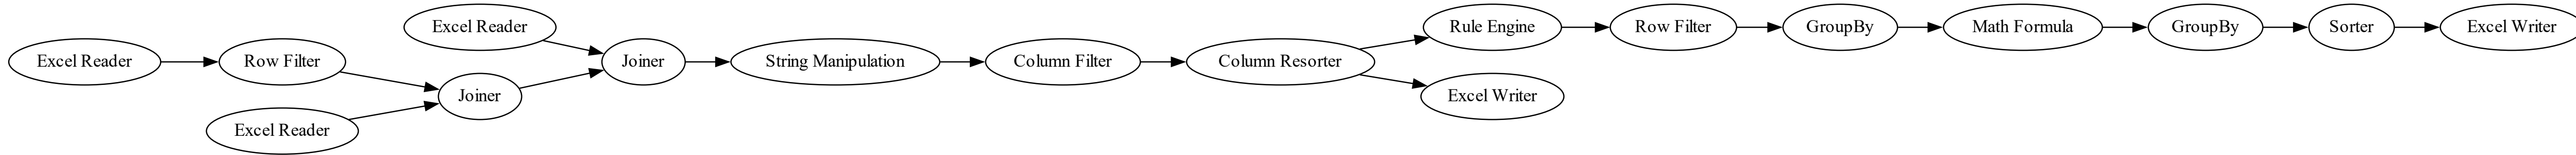 Excel Reader
Row Filter
Excel Reader
Excel Reader
Joiner
Joiner
String Manipulation
Column Filter
Column Resorter
Rule Engine
Row Filter
GroupBy
Math Formula
GroupBy
Sorter
Excel Writer
Excel Writer